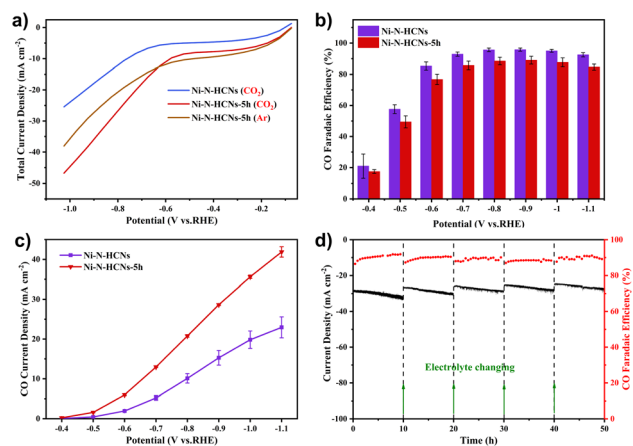 a)
0
-10
-20
-30
-40
-50
Total Current Density (mA cm⁻²)
Ni-N-HCNs (CO₂)
Ni-N-HCNs-5h (CO₂)
Ni-N-HCNs-5h (Ar)
-1.0
-0.8
-0.6
-0.4
-0.2
Potential (V vs.RHE)
b)
100
80
60
40
20
0
CO Faradaic Efficiency (%)
Ni-N-HCNs
Ni-N-HCNs-5h
-0.4
-0.5
-0.6
-0.7
-0.8
-0.9
-1.0
-1.1
Potential (V vs.RHE)
c)
40
30
20
10
0
CO Current Density (mA cm⁻²)
Ni-N-HCNs
Ni-N-HCNs-5h
-0.4
-0.5
-0.6
-0.7
-0.8
-0.9
-1.0
-1.1
Potential (V vs.RHE)
d)
0
-20
-40
-60
-80
-100
Current Density (mA cm⁻²)
Electrolyte changing
0
10
20
30
40
50
Time (h)
100
90
80
70
60
50
40
30
20
10
0
CO Faradaic Efficiency (%)